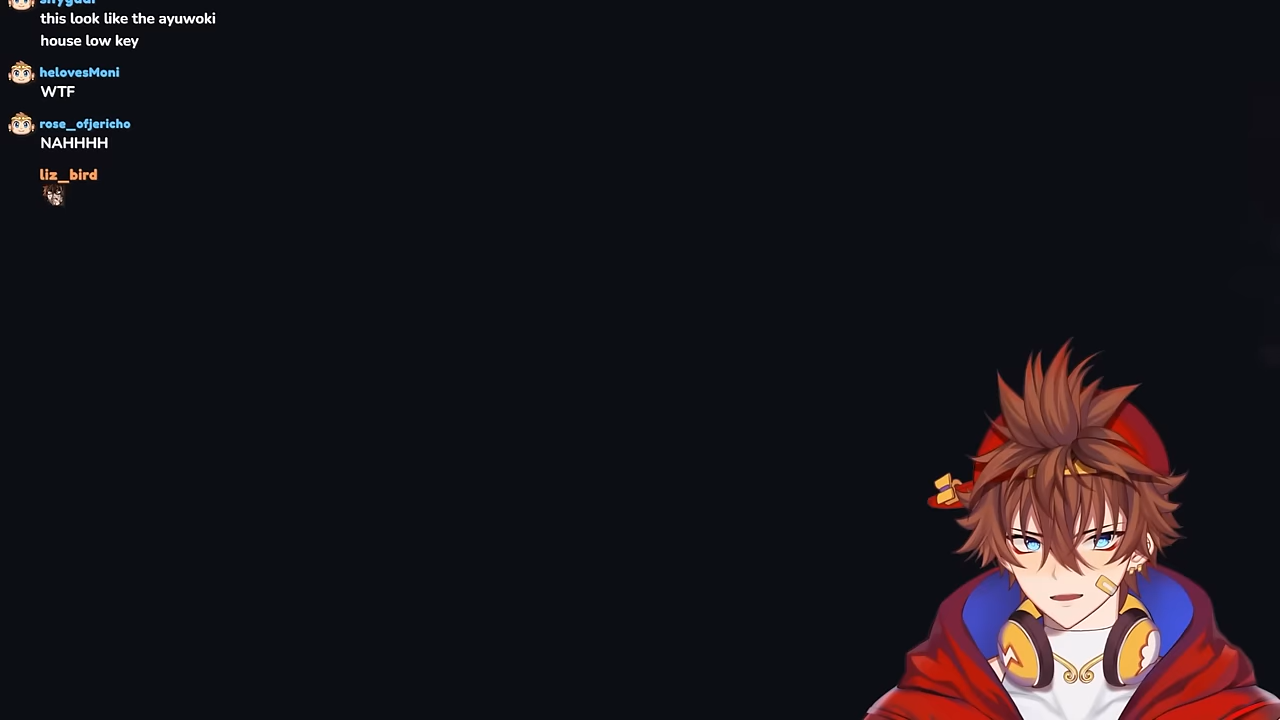 this look like the ayuwoki
house low key
helovesMoni
WTF
rose_ofjericho
NAHHHH
liz_bird